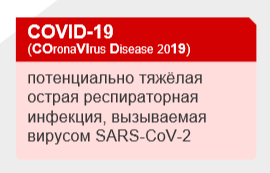 COVID-19
(COronaVIrus Disease 2019)
потенциально тяжёлая
острая респираторная
инфекция, вызываемая
вирусом SARS-CoV-2